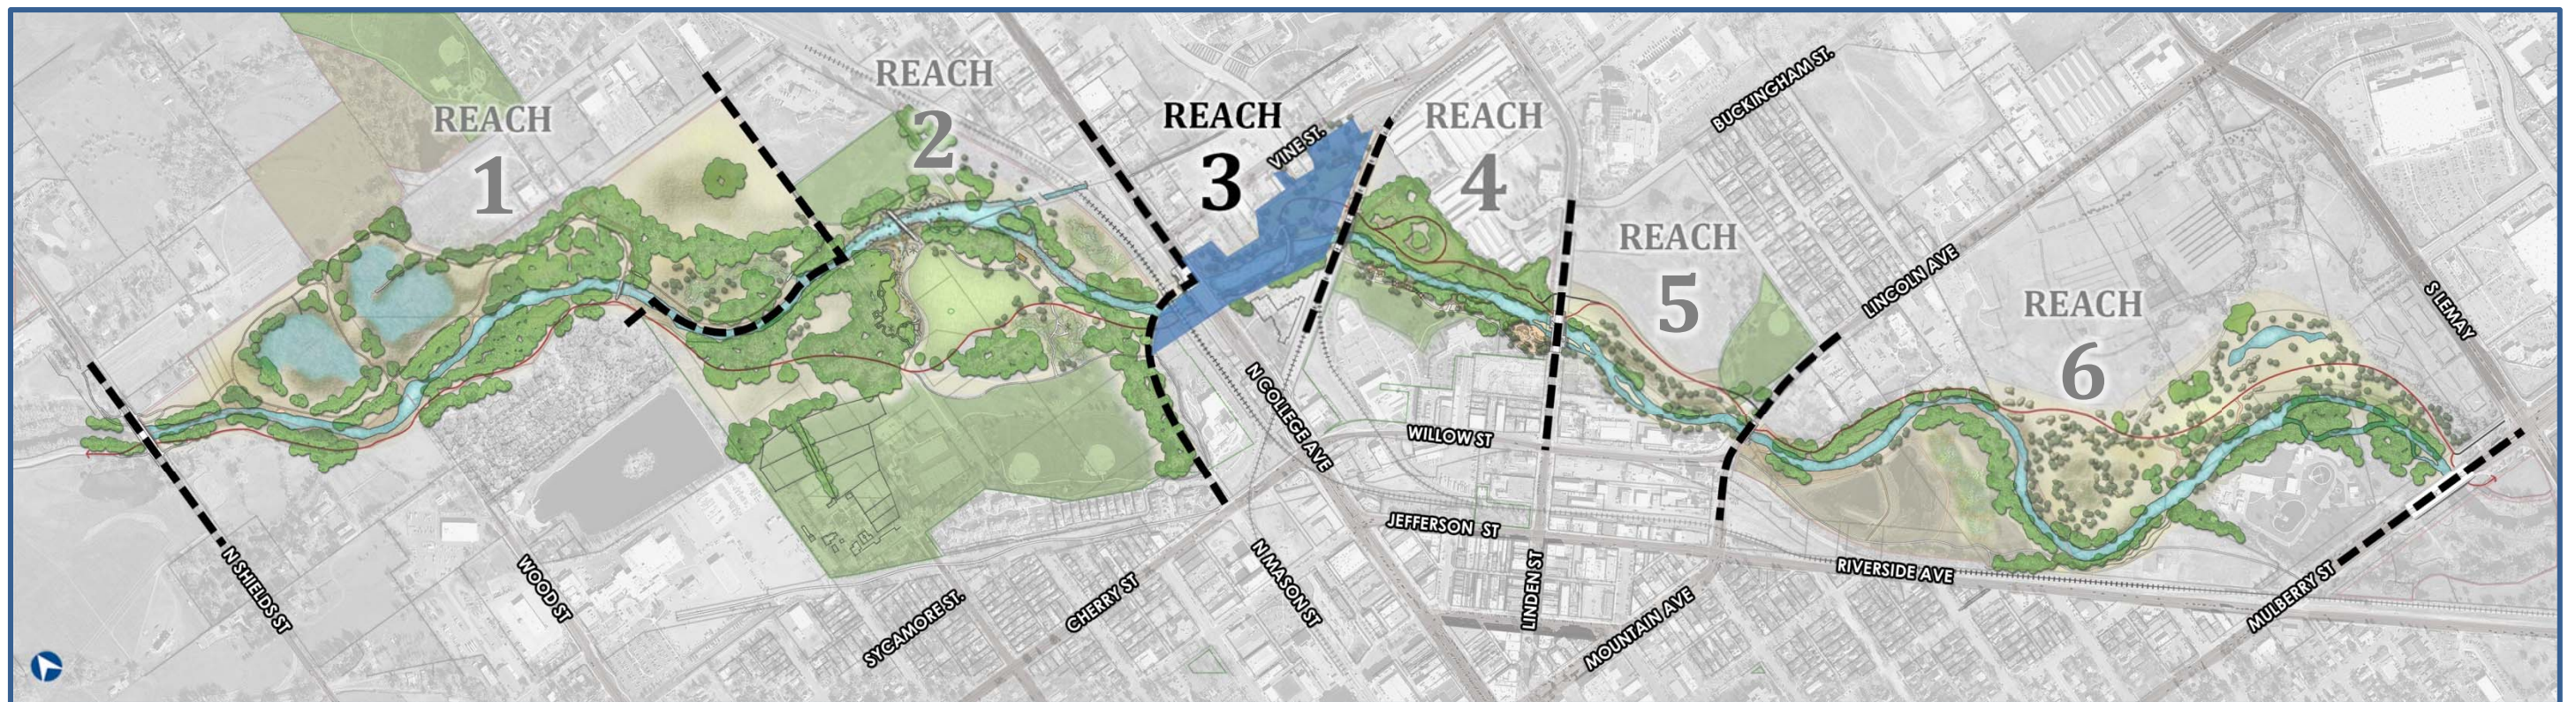 REACH
1
REACH
2
REACH
3
VINE ST.
REACH
4
REACH
5
BUCKINGHAM ST.
LINCOLN AVE
REACH
6
S LEMAY
N COLLEGE AVE
WILLOW ST
JEFFERSON ST
N SHIELDS ST
WOOD ST
SYCAMORE ST.
CHERRY ST
N MASON ST
LINDEN ST
MOUNTAIN AVE
RIVERSIDE AVE
MULBERRY ST